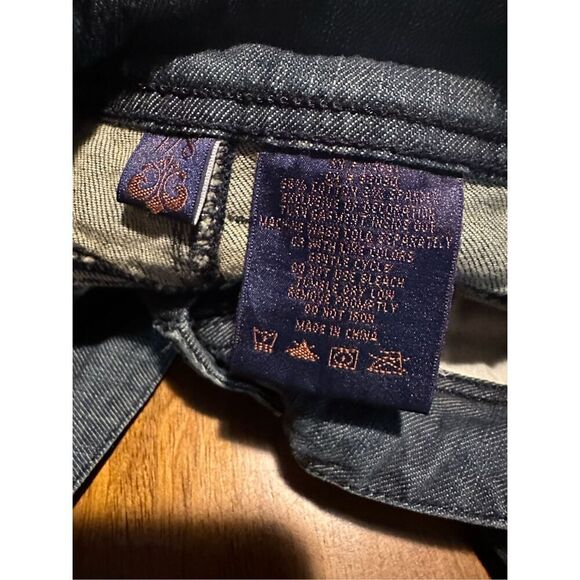 98% COTTON, 2% SPANDEX
EXCLUSIVE OF DECORATION
TURN GARMENT INSIDE OUT
MACHINE WASH COLD SEPARATELY
OR WITH LIKE COLORS
GENTLE CYCLE
DO NOT USE BLEACH
TUMBLE DRY LOW
REMOVE PROMPTLY
DO NOT IRON
MADE IN CHINA